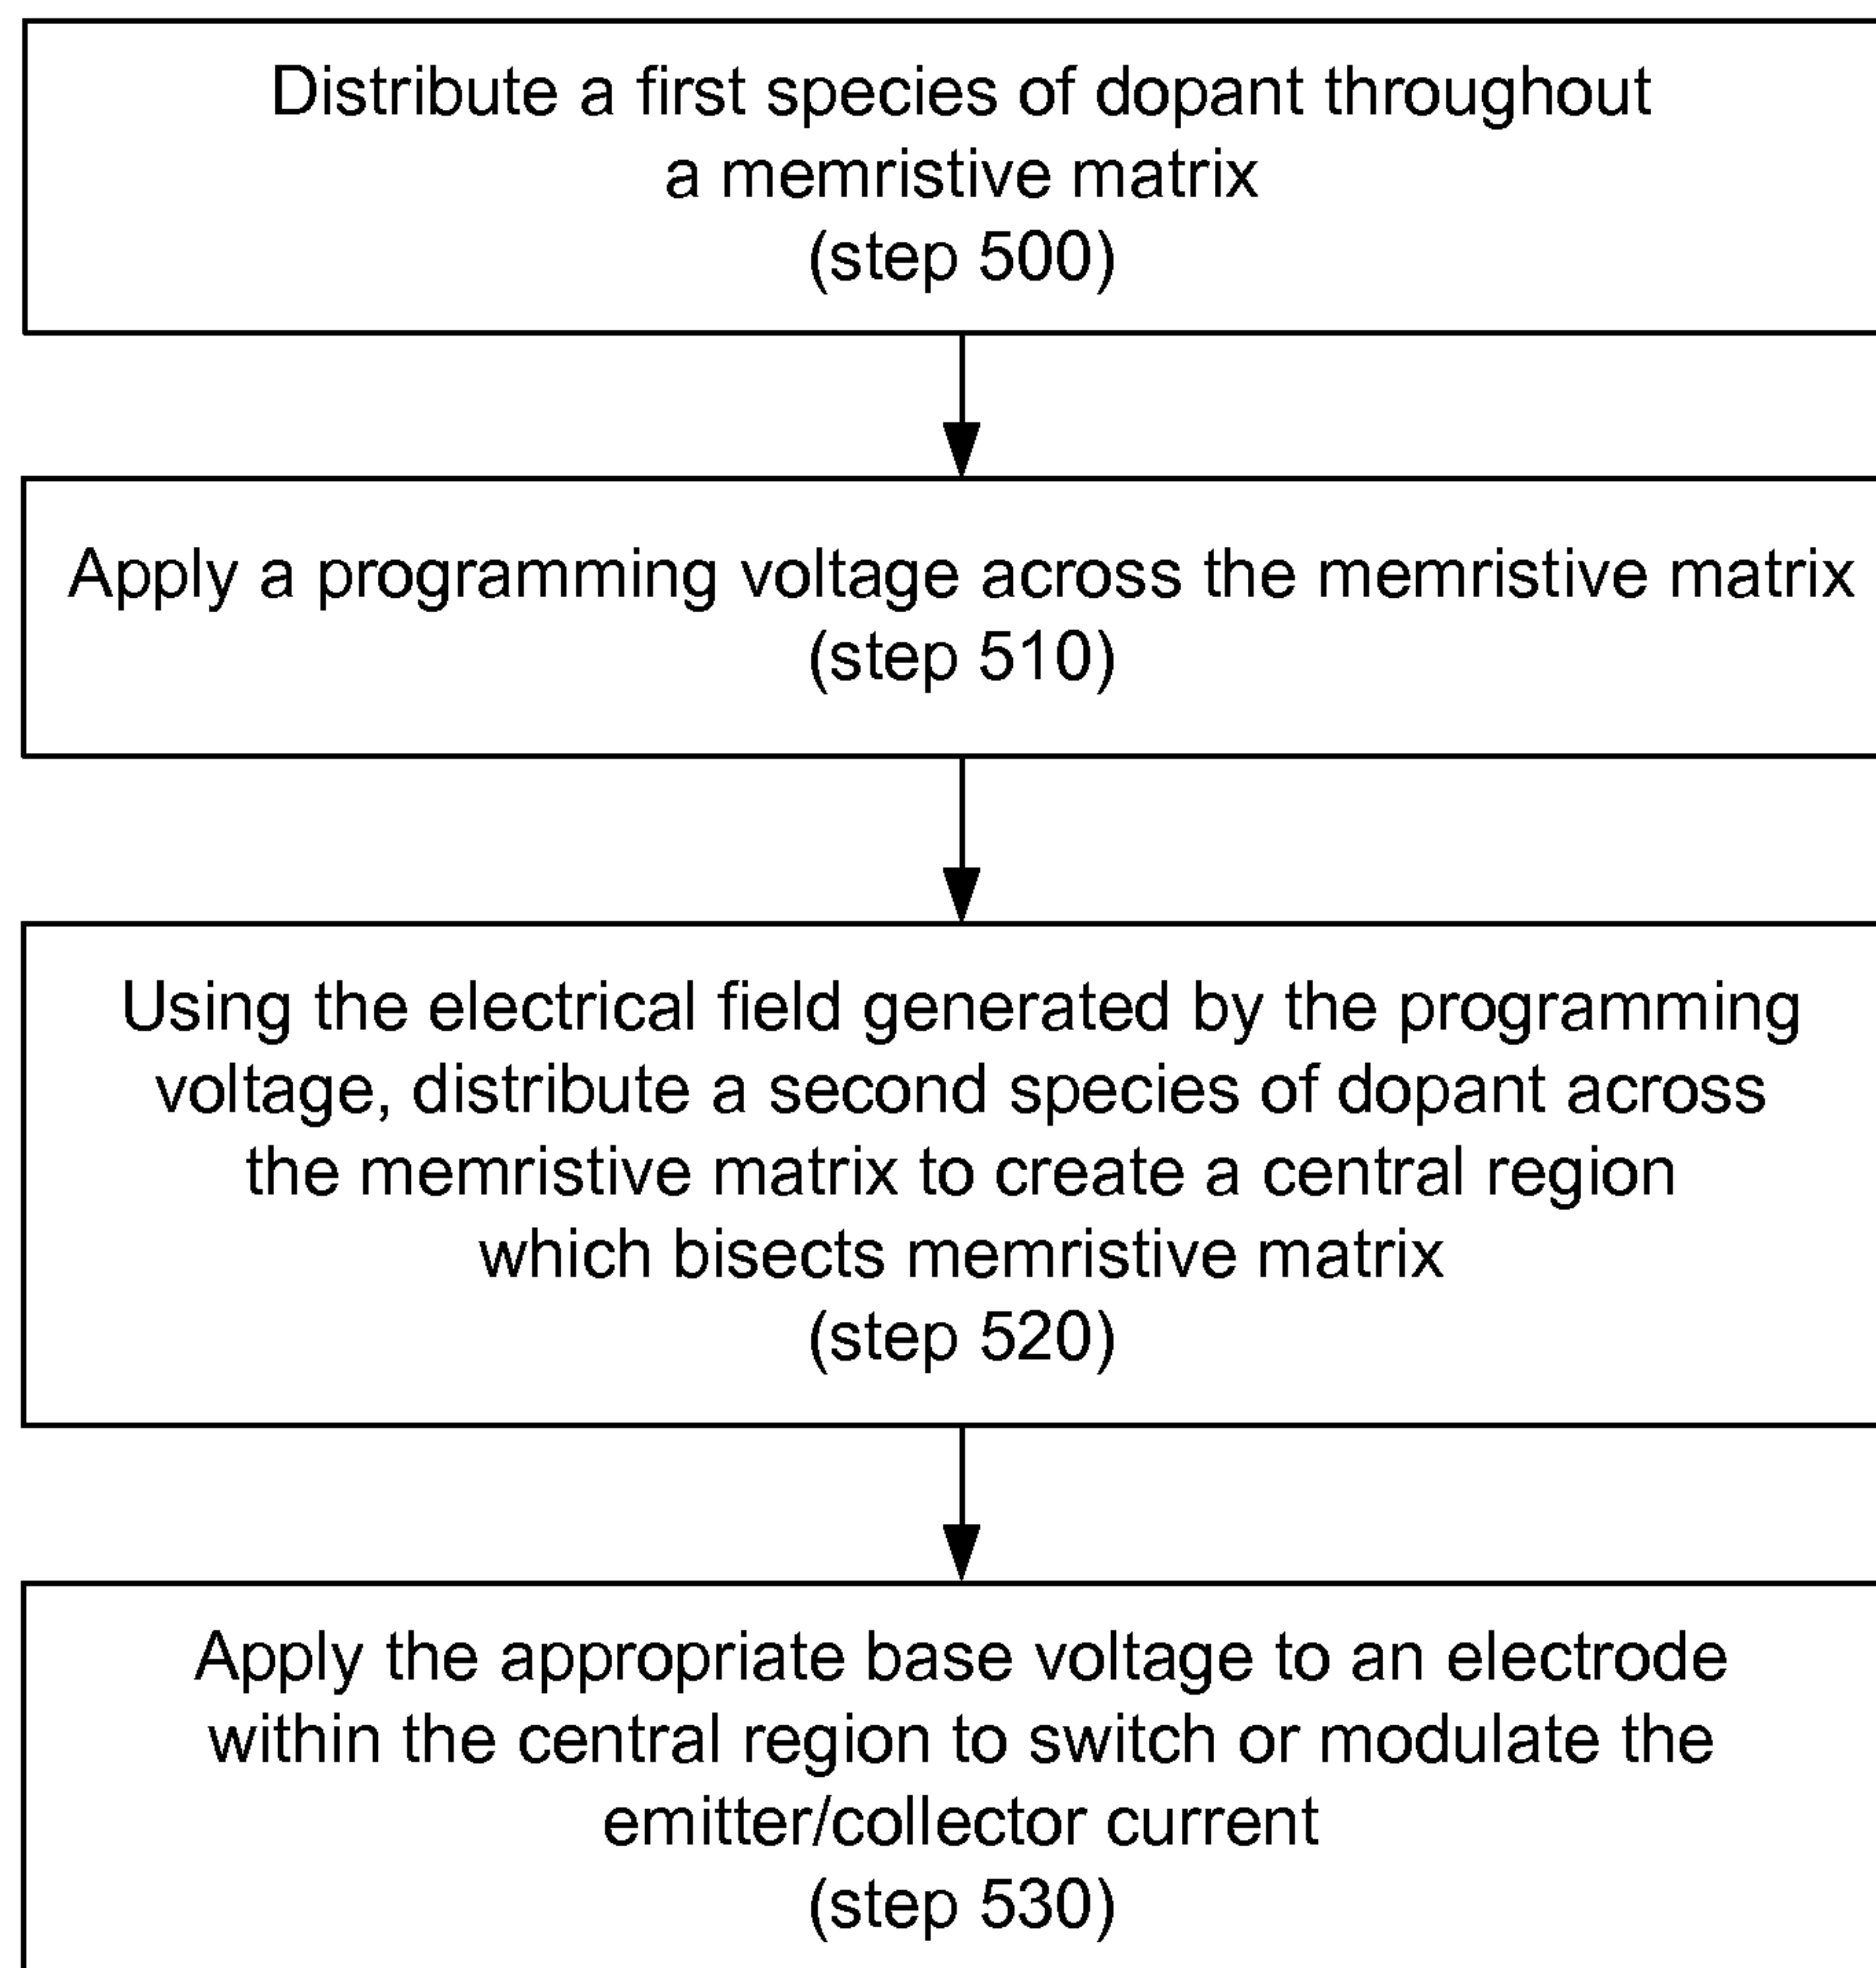 Distribute a first species of dopant throughout
a memristive matrix
(step 500)
Apply a programming voltage across the memristive matrix
(step 510)
Using the electrical field generated by the programming
voltage, distribute a second species of dopant across
the memristive matrix to create a central region
which bisects memristive matrix
(step 520)
Apply the appropriate base voltage to an electrode
within the central region to switch or modulate the
emitter/collector current
(step 530)